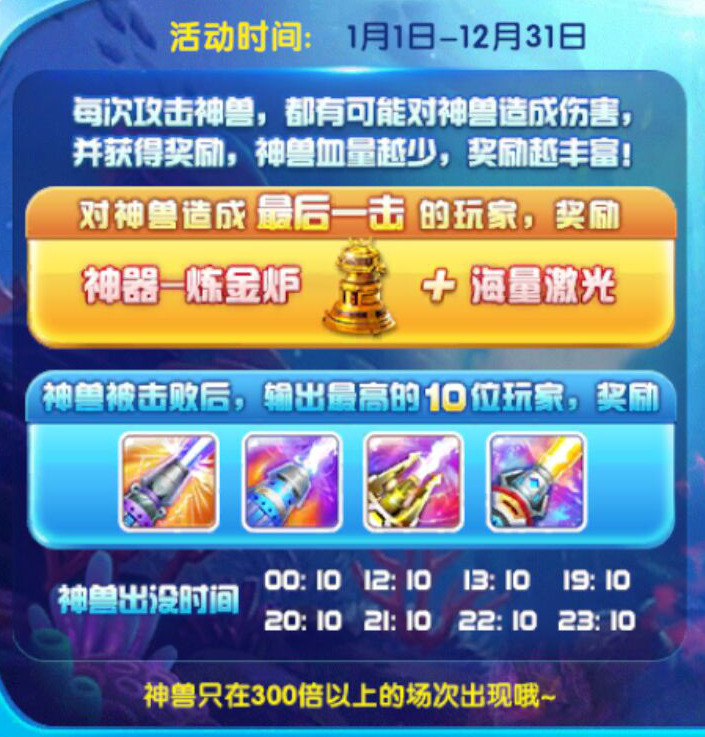 活动时间: 1月1日-12月31日
每次攻击神兽，都有可能对神兽造成伤害，
并获得奖励，神兽血量越少，奖励越丰富！
对神兽造成 最后一击 的玩家，奖励
神器-炼金炉 + 海量激光
神兽被击败后，输出最高的10位玩家，奖励
神兽出没时间
00:10 12:10 13:10 19:10
20:10 21:10 22:10 23:10
神兽只在300倍以上的场次出现哦~